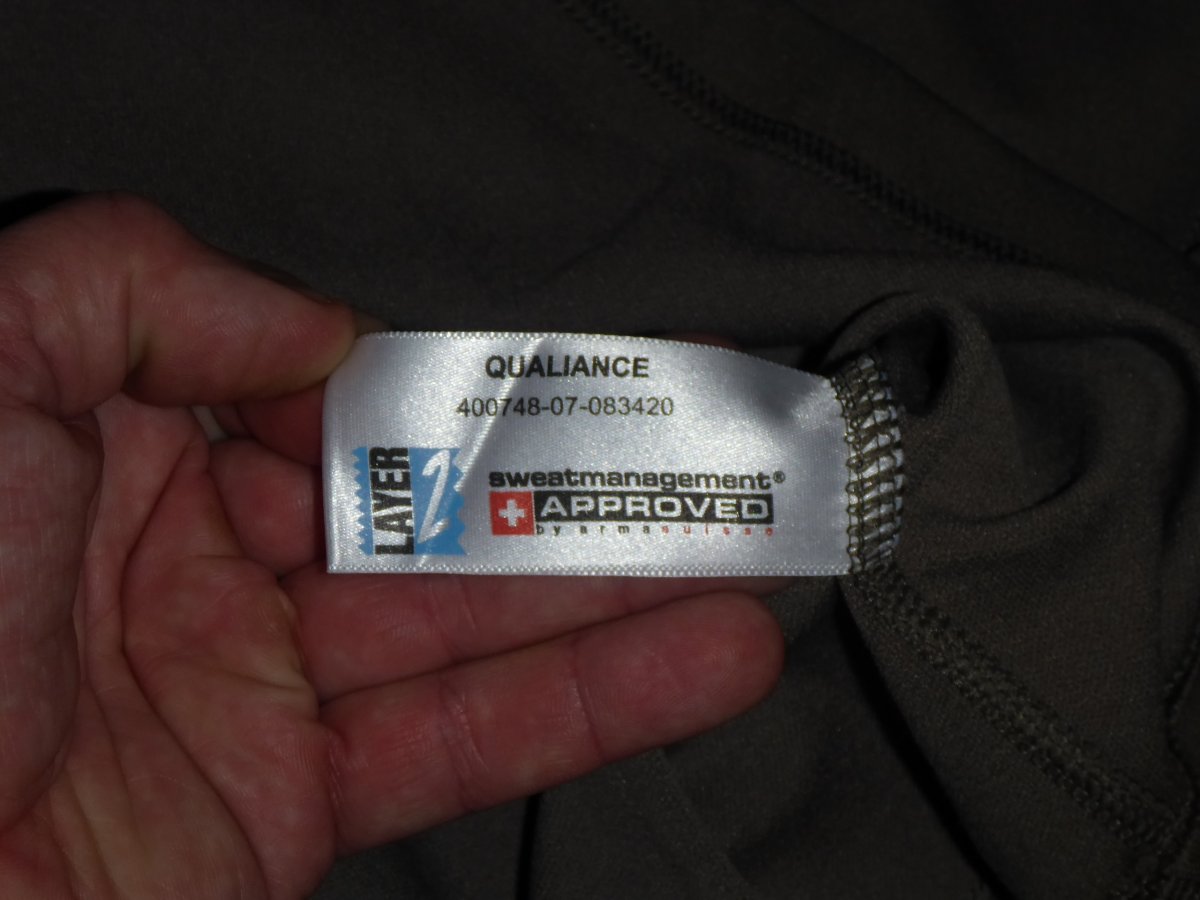 QUALIANCE
400748-07-083420
LAYER 2
sweatmanagement®
APPROVED
by armasuisse